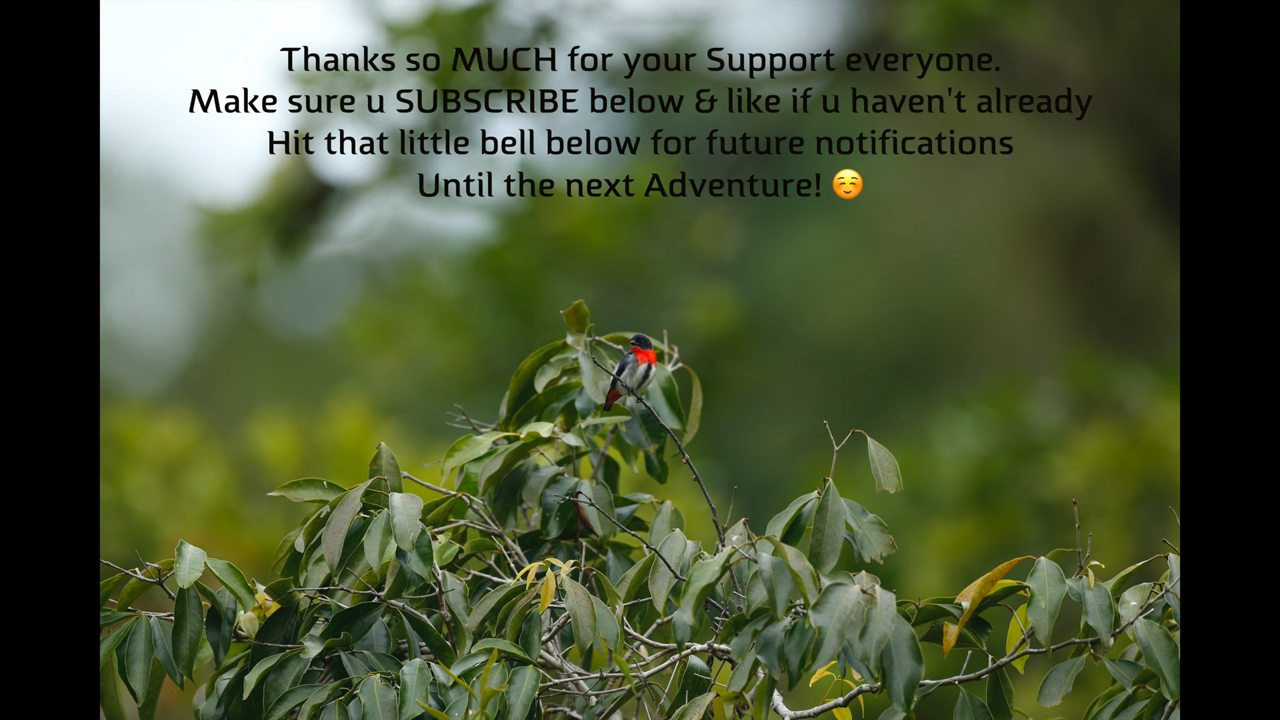 Thanks so MUCH for your Support everyone.
Make sure u SUBSCRIBE below & like if u haven't already
Hit that little bell below for future notifications
Until the next Adventure! ☺️